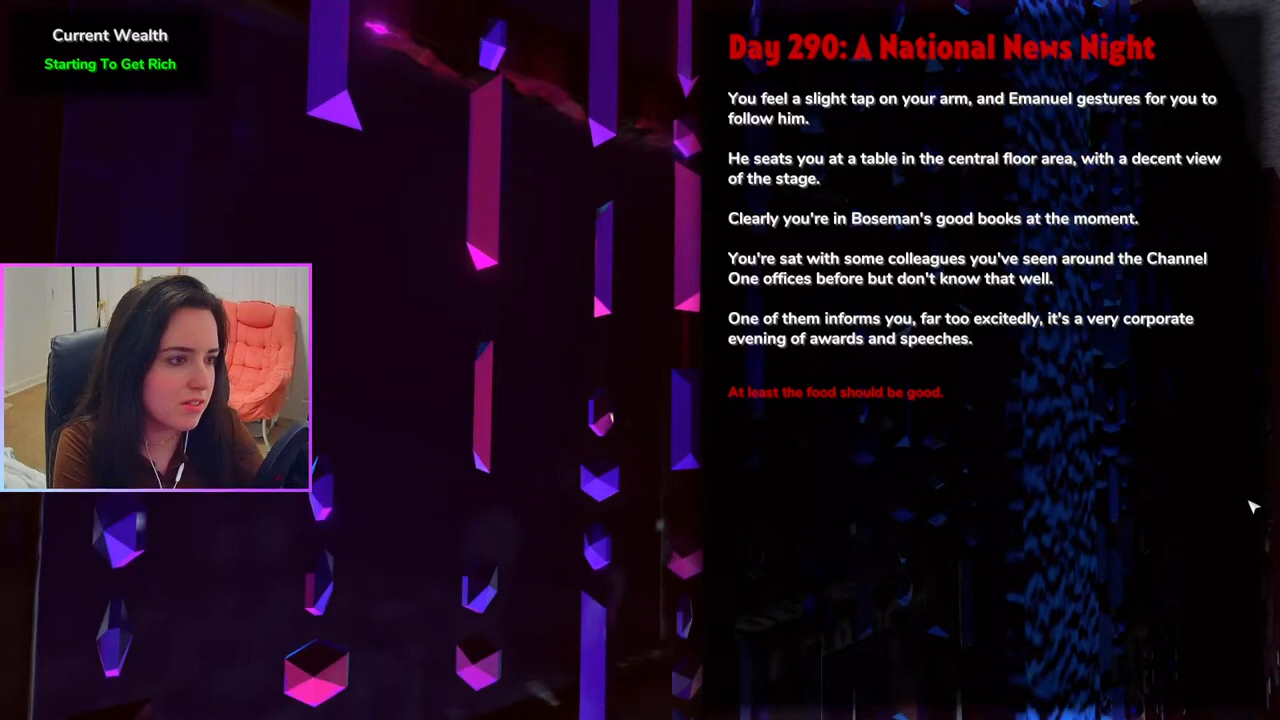 Current Wealth
Starting To Get Rich
Day 290: A National News Night
You feel a slight tap on your arm, and Emanuel gestures for you to
follow him.
He seats you at a table in the central floor area, with a decent view
of the stage.
Clearly you're in Boseman's good books at the moment.
You're sat with some colleagues you've seen around the Channel
One offices before but don't know that well.
One of them informs you, far too excitedly, it's a very corporate
evening of awards and speeches.
At least the food should be good.